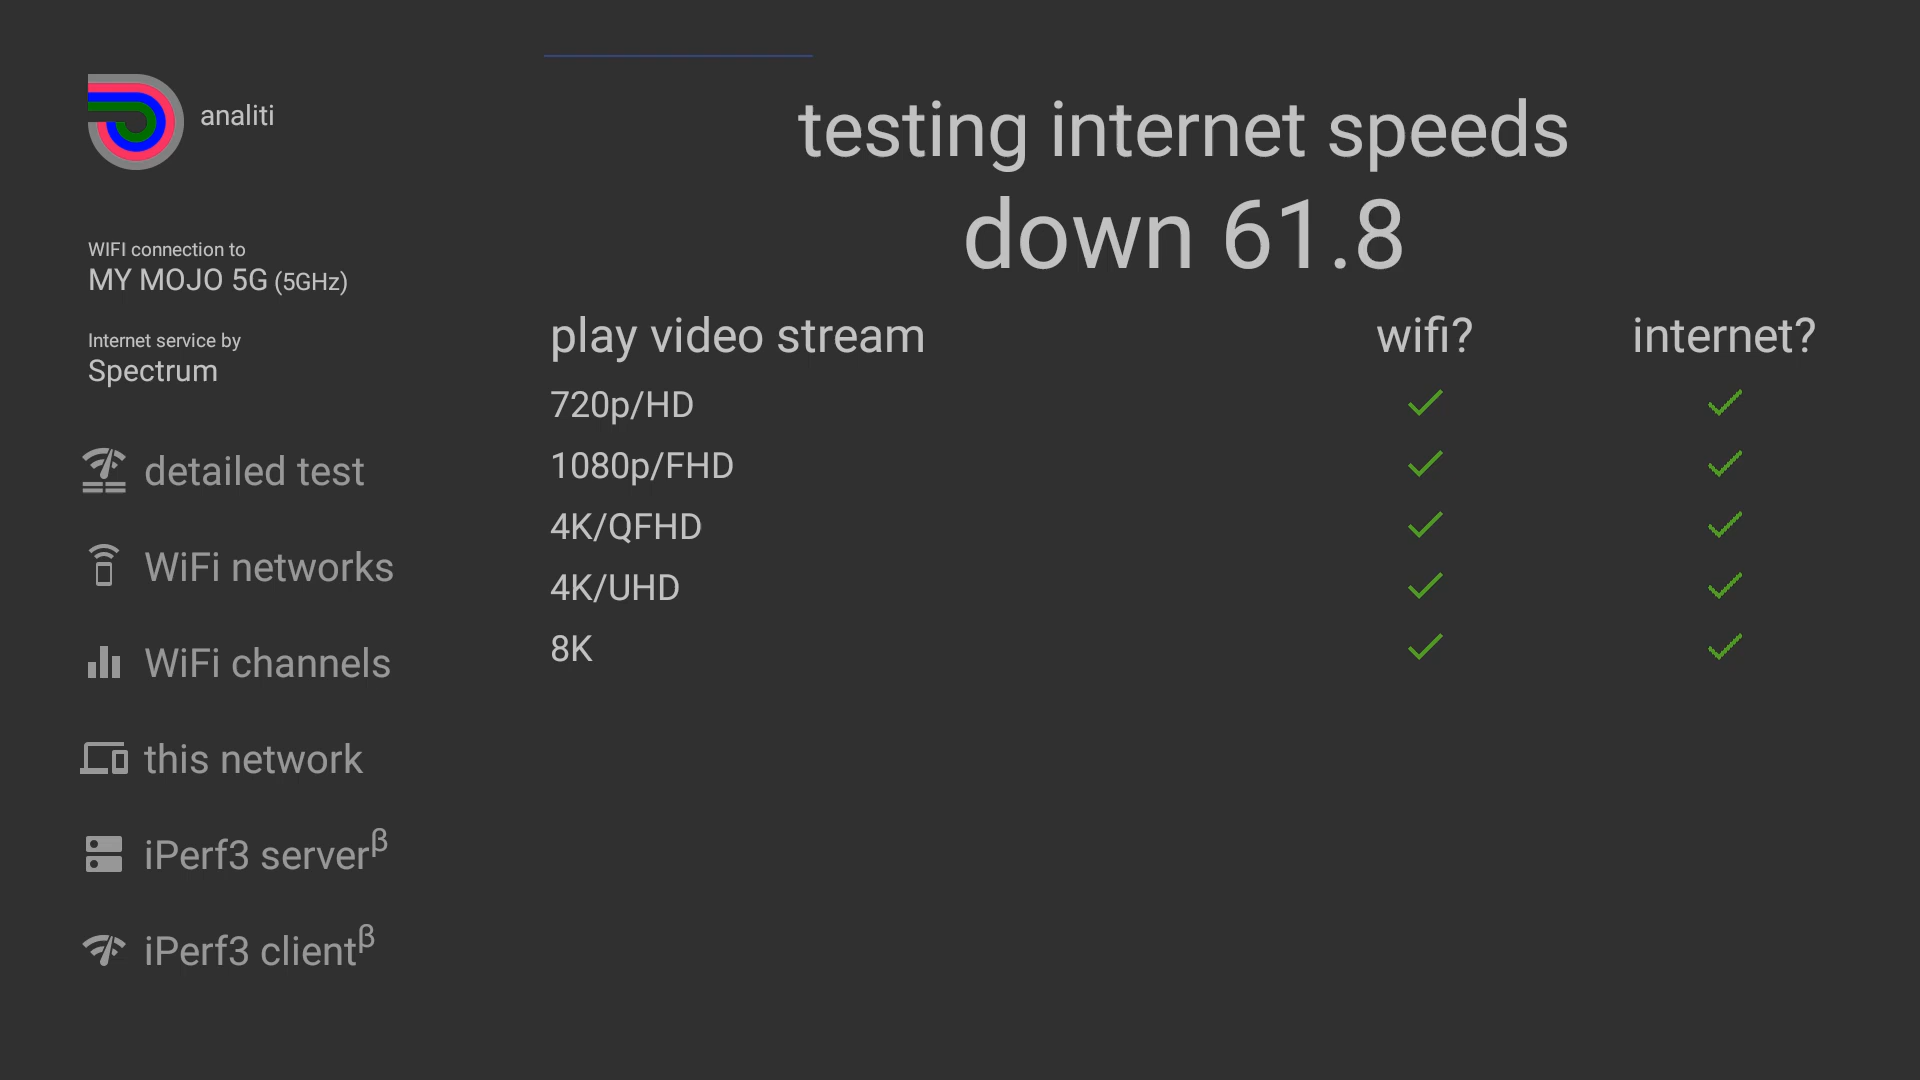 analiti
WIFI connection to
MY MOJO 5G (5GHz)
Internet service by
Spectrum
detailed test
WiFi networks
WiFi channels
this network
iPerf3 serverβ
iPerf3 clientβ
testing internet speeds
down 61.8
play video stream wifi? internet?
720p/HD
1080p/FHD
4K/QFHD
4K/UHD
8K